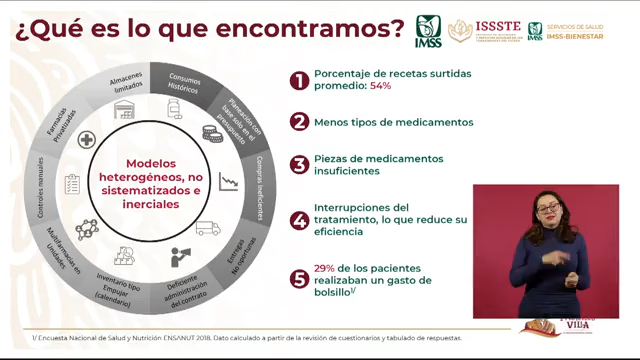 ¿Qué es lo que encontramos?
IMSS
ISSSTE
SERVICIOS DE SALUD
IMSS-BIENESTAR
Almacenes
limitados
Consumos
Históricos
Planeación con
base solo en el
presupuesto
Compras ineficientes
Entregas
No oportunas
Deficiente
administración
del contrato
Inventario tipo
Empujar
(calendario)
Multifarmacias en
Unidades
Controles manuales
Farmacias
Privatizadas
Modelos
heterogéneos, no
sistematizados e
inerciales
1 Porcentaje de recetas surtidas
promedio: 54%
2 Menos tipos de medicamentos
3 Piezas de medicamentos
insuficientes
4 Interrupciones del
tratamiento, lo que reduce su
eficiencia
5 29% de los pacientes
realizaban un gasto de
bolsillo1/
VILLA
1/ Encuesta Nacional de Salud y Nutrición ENSANUT 2018. Dato calculado a partir de la revisión de cuestionarios y tabulado de respuestas.